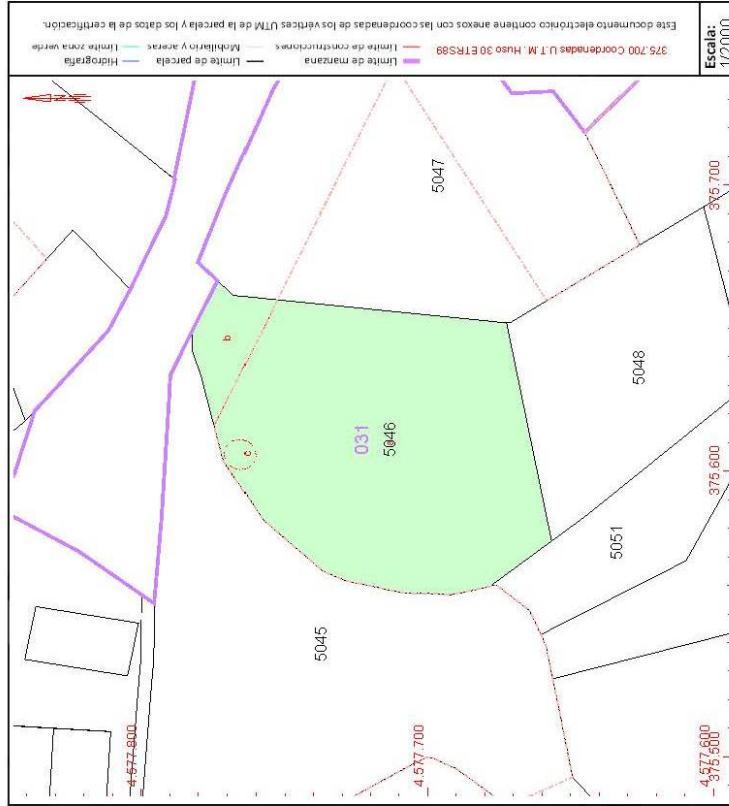 Este documento electrónico contiene anexos con las coordenadas de los vertices UTM de la parcela y los datos de la certificación.
375.700 Coordenadas U.T.M. Huso 30 ETRS89
Límite de manzana
Límite de construcciones
Límite de parcela
Mobiliario y aceras
Hidrografía
Límite zona verde
Escala:
1/2000
4.577.800
4.577.700
4.577.600
375.700
375.600
375.500
5047
b
c
031
5046
5048
5051
5045